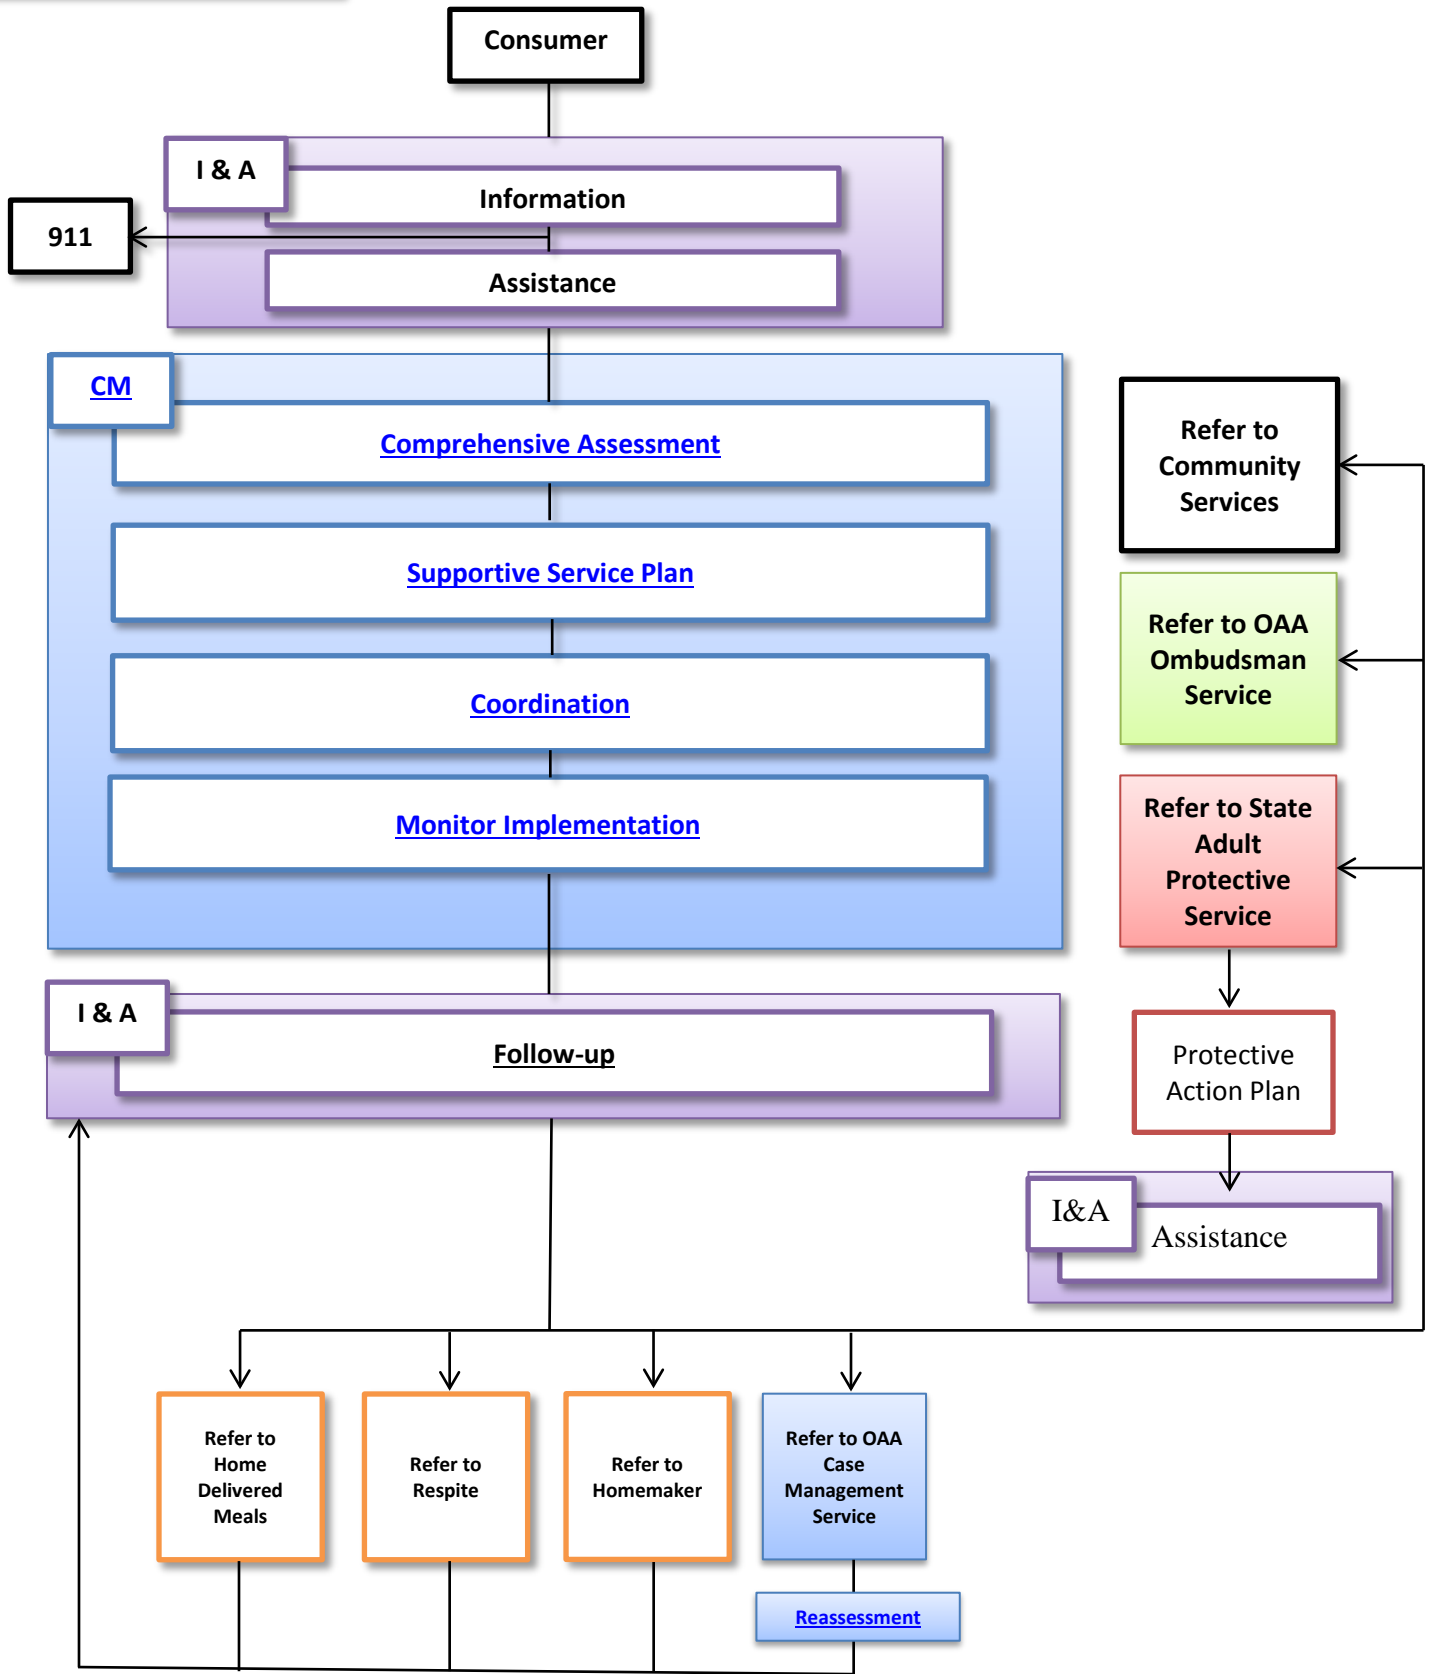 Consumer
I & A
Information
911
Assistance
CM
Comprehensive Assessment
Supportive Service Plan
Coordination
Monitor Implementation
Refer to
Community
Services
Refer to OAA
Ombudsman
Service
Refer to State
Adult
Protective
Service
I & A
Follow-up
Protective
Action Plan
I&A
Assistance
Refer to
Home
Delivered
Meals
Refer to
Respite
Refer to
Homemaker
Refer to OAA
Case
Management
Service
Reassessment